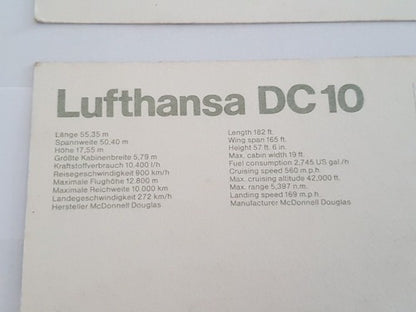 Lufthansa DC 10
Länge 55,35 m
Spannweite 50,40 m
Höhe 17,55 m
Größte Kabinenbreite 5,79 m
Kraftstoffverbrauch 10,400 l/h
Reisegeschwindigkeit 900 km/h
Maximale Flughöhe 12.800 m
Maximale Reichweite 10.000 km
Landegeschwindigkeit 272 km/h
Hersteller McDonnell Douglas
Length 182 ft.
Wing span 165 ft.
Height 57 ft. 6 in.
Max. cabin width 19 ft.
Fuel consumption 2,745 US gal./h
Cruising speed 560 m.p.h.
Max. cruising altitude 42,000 ft.
Max. range 5,397 n.m.
Landing speed 169 m.p.h.
Manufacturer McDonnell Douglas